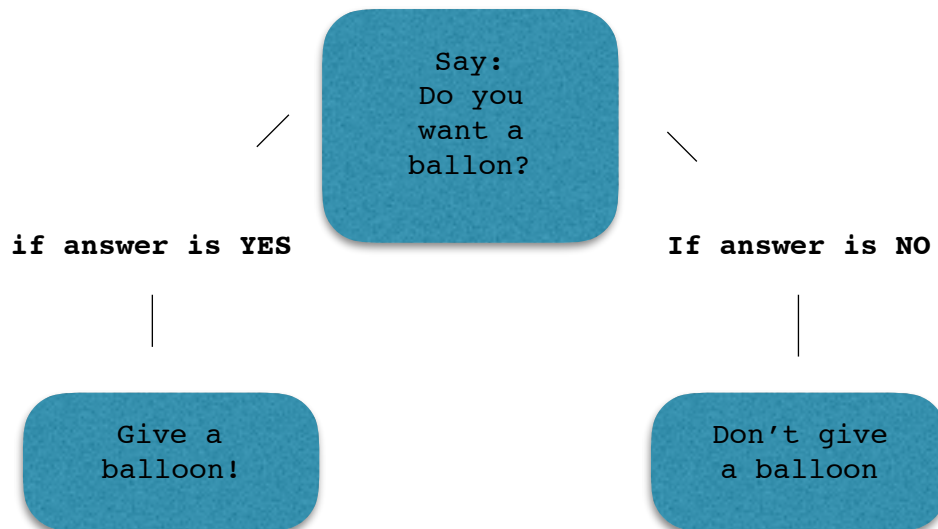 Say:
Do you
want a
ballon?
if answer is YES
If answer is NO
Give a
balloon!
Don’t give
a balloon